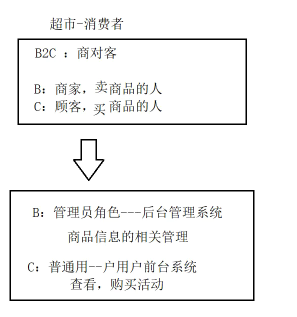 超市-消费者
B2C ：商对客
B：商家，卖商品的人
C：顾客，买商品的人
B：管理员角色---后台管理系统
商品信息的相关管理
C：普通用--户用户前台系统
查看，购买活动